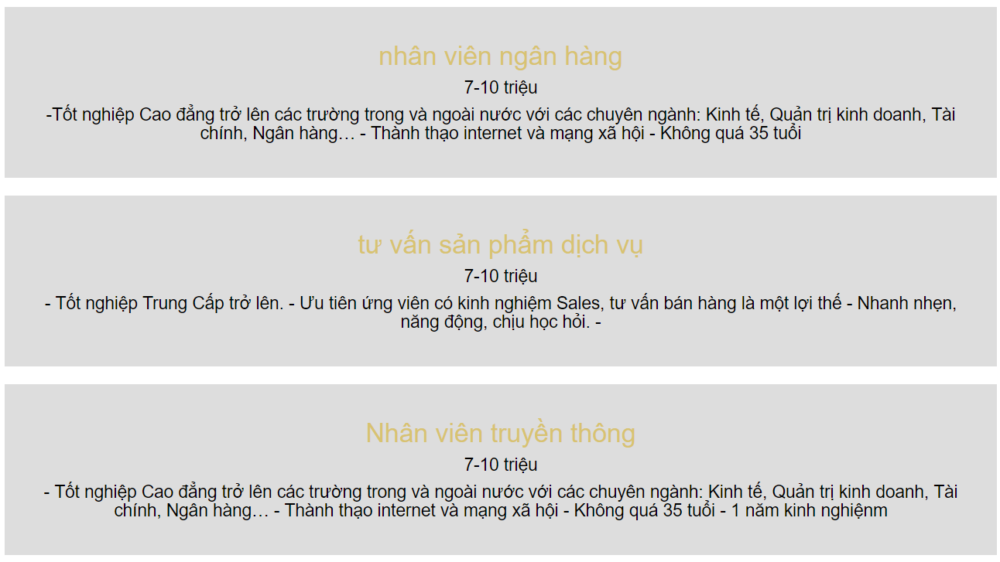 nhân viên ngân hàng
7-10 triệu
-Tốt nghiệp Cao đẳng trở lên các trường trong và ngoài nước với các chuyên ngành: Kinh tế, Quản trị kinh doanh, Tài
chính, Ngân hàng… - Thành thạo internet và mạng xã hội - Không quá 35 tuổi
tư vấn sản phẩm dịch vụ
7-10 triệu
- Tốt nghiệp Trung Cấp trở lên. - Ưu tiên ứng viên có kinh nghiệm Sales, tư vấn bán hàng là một lợi thế - Nhanh nhẹn,
năng động, chịu học hỏi. -
Nhân viên truyền thông
7-10 triệu
- Tốt nghiệp Cao đẳng trở lên các trường trong và ngoài nước với các chuyên ngành: Kinh tế, Quản trị kinh doanh, Tài
chính, Ngân hàng… - Thành thạo internet và mạng xã hội - Không quá 35 tuổi - 1 năm kinh nghiệnm